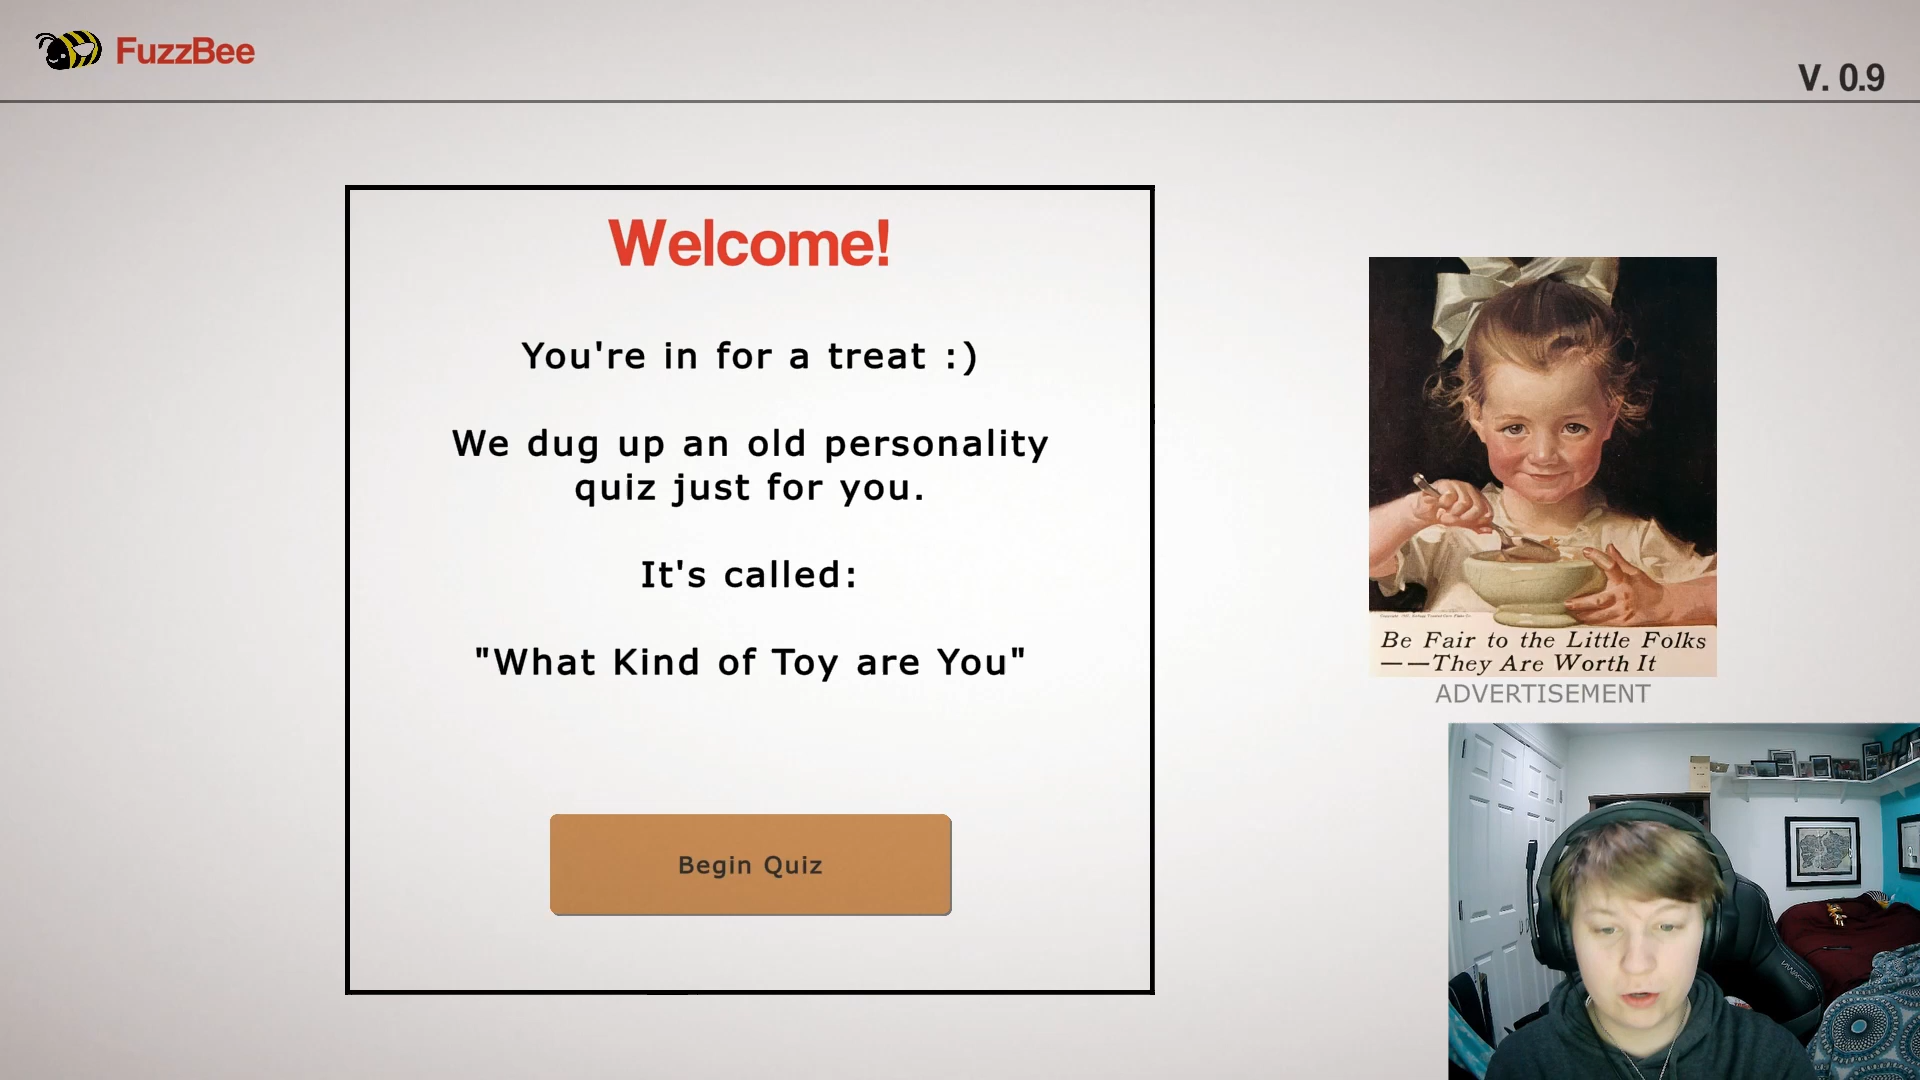 FuzzBee
V. 0.9
Welcome!
You're in for a treat :)
We dug up an old personality
quiz just for you.
It's called:
"What Kind of Toy are You"
Begin Quiz
Be Fair to the Little Folks
——They Are Worth It
ADVERTISEMENT